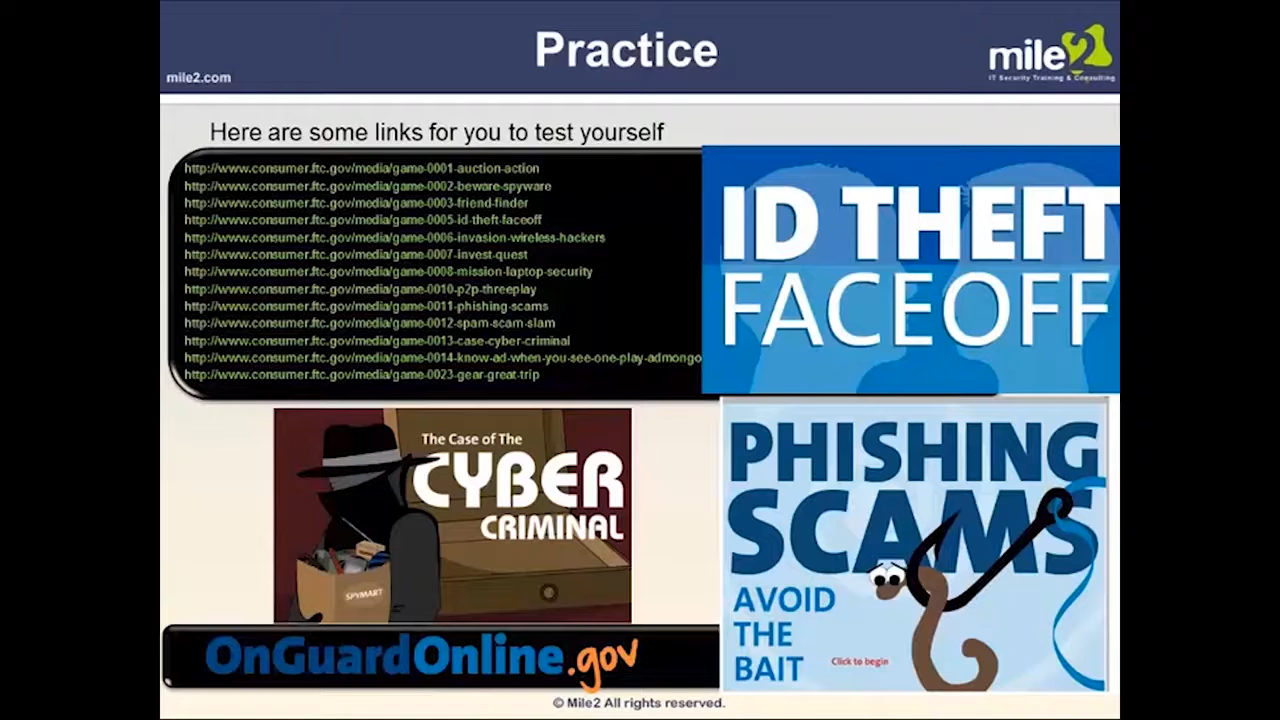 Practice
mile2.com
mile2
IT Security Training & Consulting
Here are some links for you to test yourself
http://www.consumer.ftc.gov/media/game-0001-auction-action
http://www.consumer.ftc.gov/media/game-0002-beware-spyware
http://www.consumer.ftc.gov/media/game-0003-friend-finder
http://www.consumer.ftc.gov/media/game-0005-id-theft-faceoff
http://www.consumer.ftc.gov/media/game-0006-invasion-wireless-hackers
http://www.consumer.ftc.gov/media/game-0007-invest-quest
http://www.consumer.ftc.gov/media/game-0008-mission-laptop-security
http://www.consumer.ftc.gov/media/game-0010-p2p-threeplay
http://www.consumer.ftc.gov/media/game-0011-phishing-scams
http://www.consumer.ftc.gov/media/game-0012-spam-scam-slam
http://www.consumer.ftc.gov/media/game-0013-case-cyber-criminal
http://www.consumer.ftc.gov/media/game-0014-know-ad-when-you-see-one-play-admongo
http://www.consumer.ftc.gov/media/game-0023-gear-great-trip
ID THEFT
FACEOFF
The Case of The
CYBER
CRIMINAL
SPYMART
PHISHING
SCAMS
AVOID
THE
BAIT
Click to begin
OnGuardOnline.gov
© Mile2 All rights reserved.